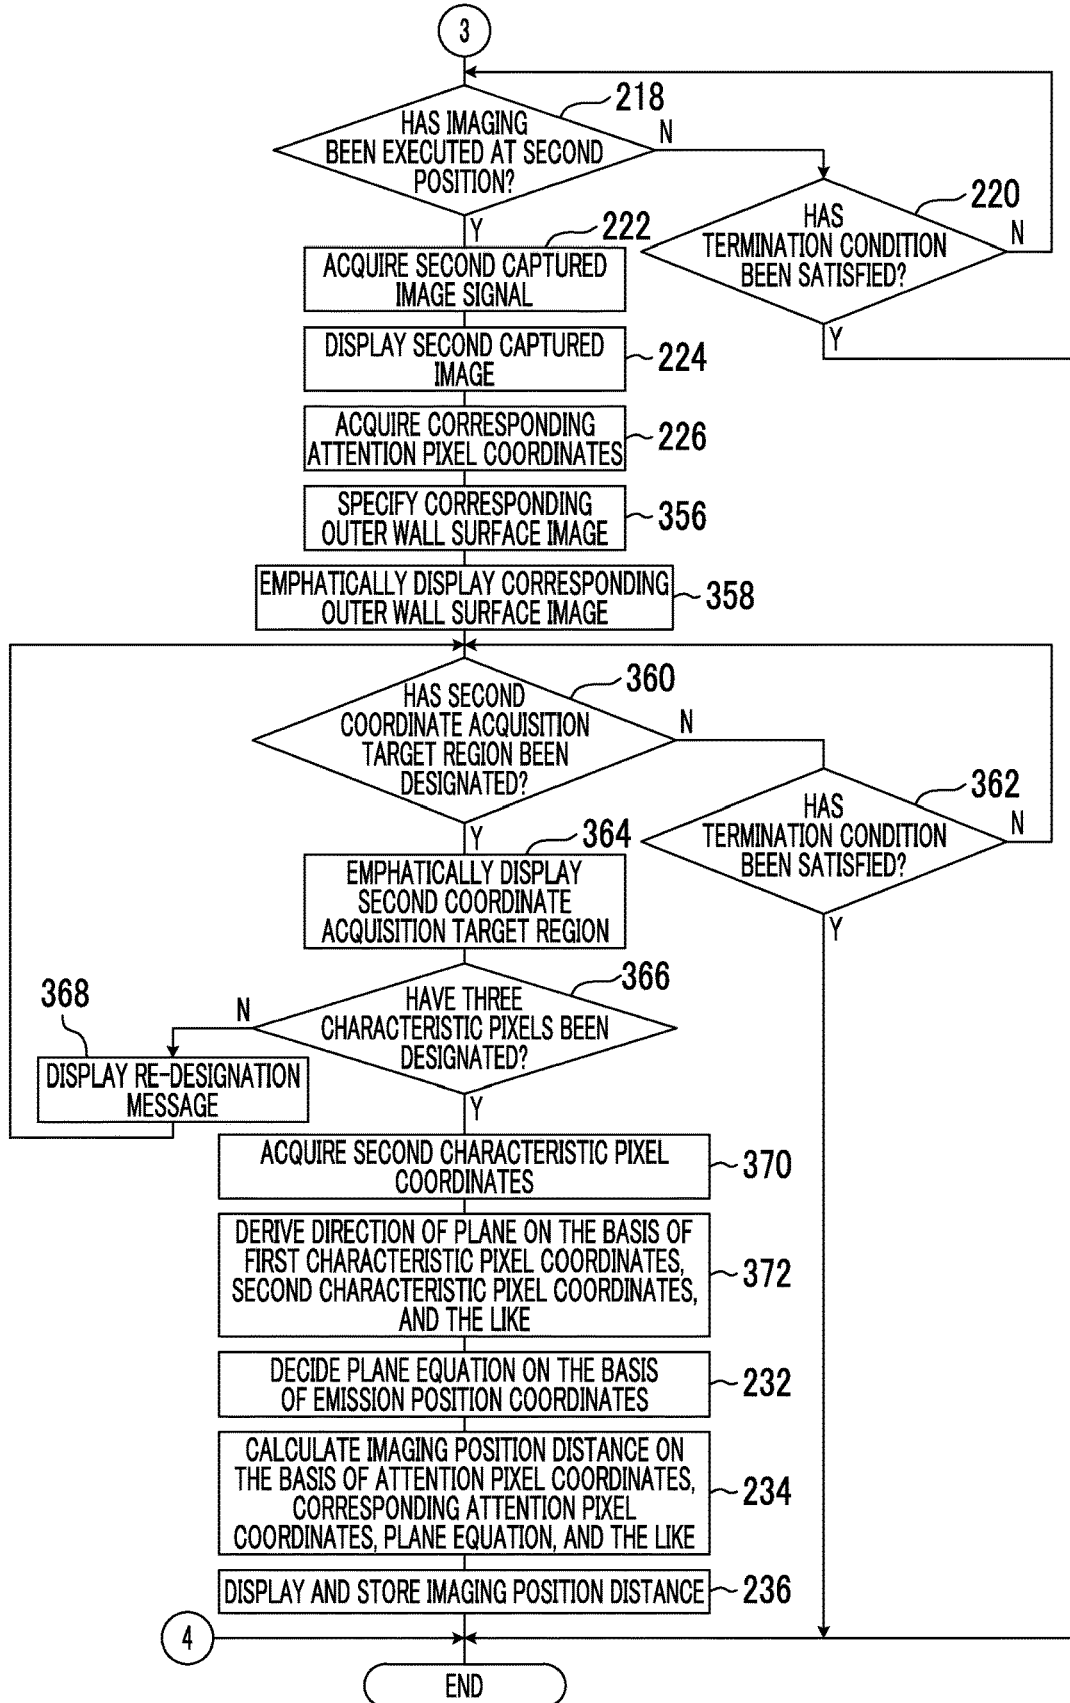 3
218
HAS IMAGING
BEEN EXECUTED AT SECOND
POSITION?
N
Y
220
HAS
TERMINATION CONDITION
BEEN SATISFIED?
N
Y
222
ACQUIRE SECOND CAPTURED
IMAGE SIGNAL
DISPLAY SECOND CAPTURED
IMAGE
224
ACQUIRE CORRESPONDING
ATTENTION PIXEL COORDINATES
226
SPECIFY CORRESPONDING
OUTER WALL SURFACE IMAGE
356
EMPHATICALLY DISPLAY CORRESPONDING
OUTER WALL SURFACE IMAGE
358
360
HAS SECOND
COORDINATE ACQUISITION
TARGET REGION BEEN
DESIGNATED?
N
Y
362
HAS
TERMINATION CONDITION
BEEN SATISFIED?
N
Y
364
EMPHATICALLY DISPLAY
SECOND COORDINATE
ACQUISITION TARGET REGION
366
HAVE THREE
CHARACTERISTIC PIXELS BEEN
DESIGNATED?
N
Y
368
DISPLAY RE-DESIGNATION
MESSAGE
ACQUIRE SECOND CHARACTERISTIC PIXEL
COORDINATES
370
DERIVE DIRECTION OF PLANE ON THE BASIS OF
FIRST CHARACTERISTIC PIXEL COORDINATES,
SECOND CHARACTERISTIC PIXEL COORDINATES,
AND THE LIKE
372
DECIDE PLANE EQUATION ON THE BASIS
OF EMISSION POSITION COORDINATES
232
CALCULATE IMAGING POSITION DISTANCE ON
THE BASIS OF ATTENTION PIXEL COORDINATES,
CORRESPONDING ATTENTION PIXEL
COORDINATES, PLANE EQUATION, AND THE LIKE
234
DISPLAY AND STORE IMAGING POSITION DISTANCE
236
4
END